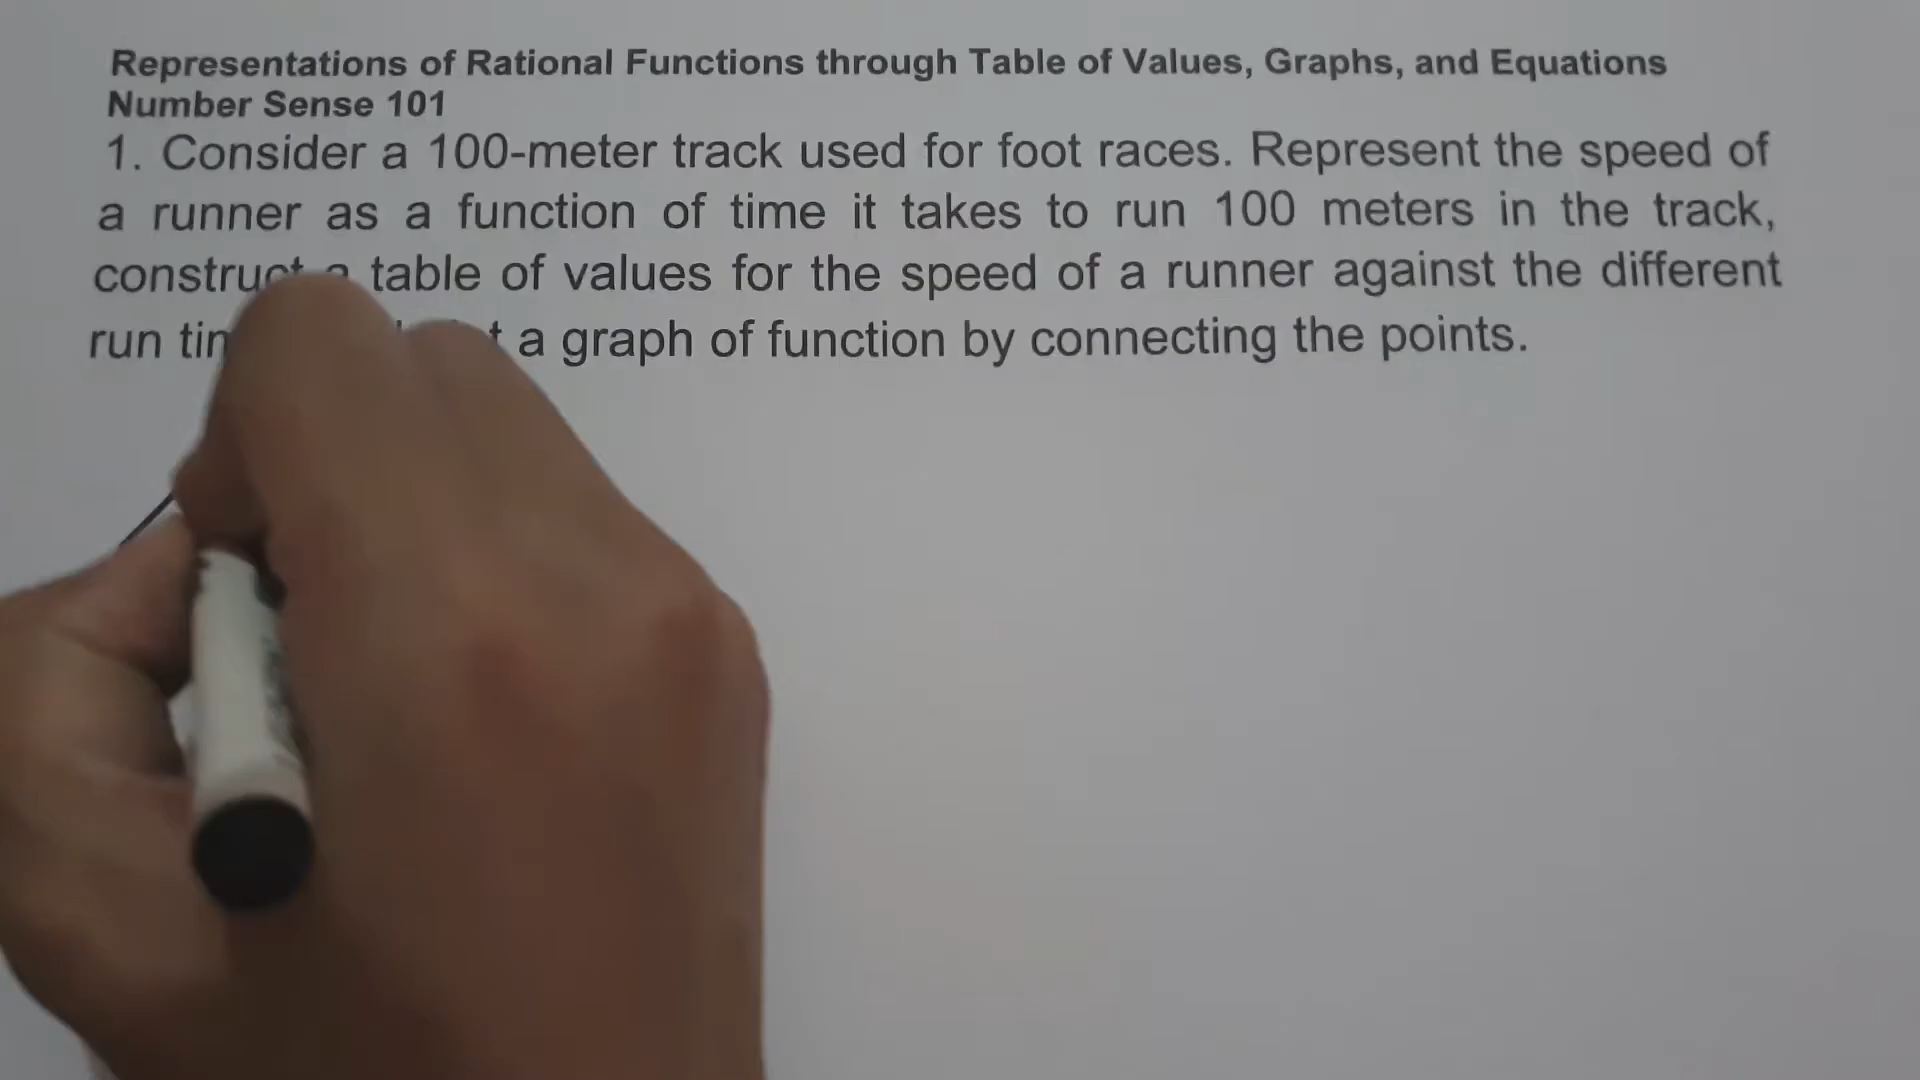 Representations of Rational Functions through Table of Values, Graphs, and Equations
Number Sense 101
1. Consider a 100-meter track used for foot races. Represent the speed of
a runner as a function of time it takes to run 100 meters in the track,
construct a table of values for the speed of a runner against the different
run a graph of function by connecting the points.